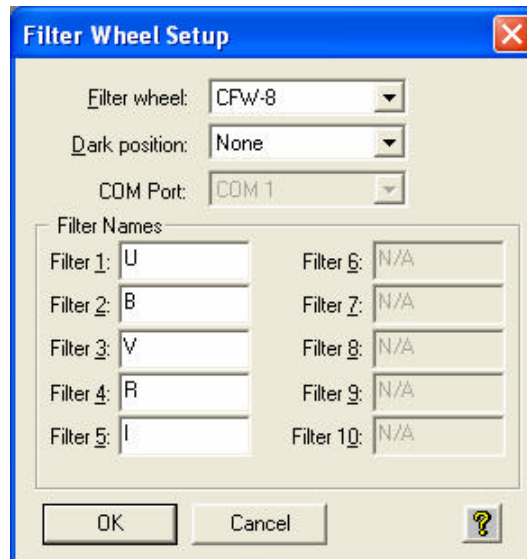 Filter Wheel Setup
Filter wheel: CFW-8
Dark position: None
COM Port: COM 1
Filter Names
Filter 1: U Filter 6: N/A
Filter 2: B Filter 7: N/A
Filter 3: V Filter 8: N/A
Filter 4: R Filter 9: N/A
Filter 5: I Filter 10: N/A
OK Cancel ?